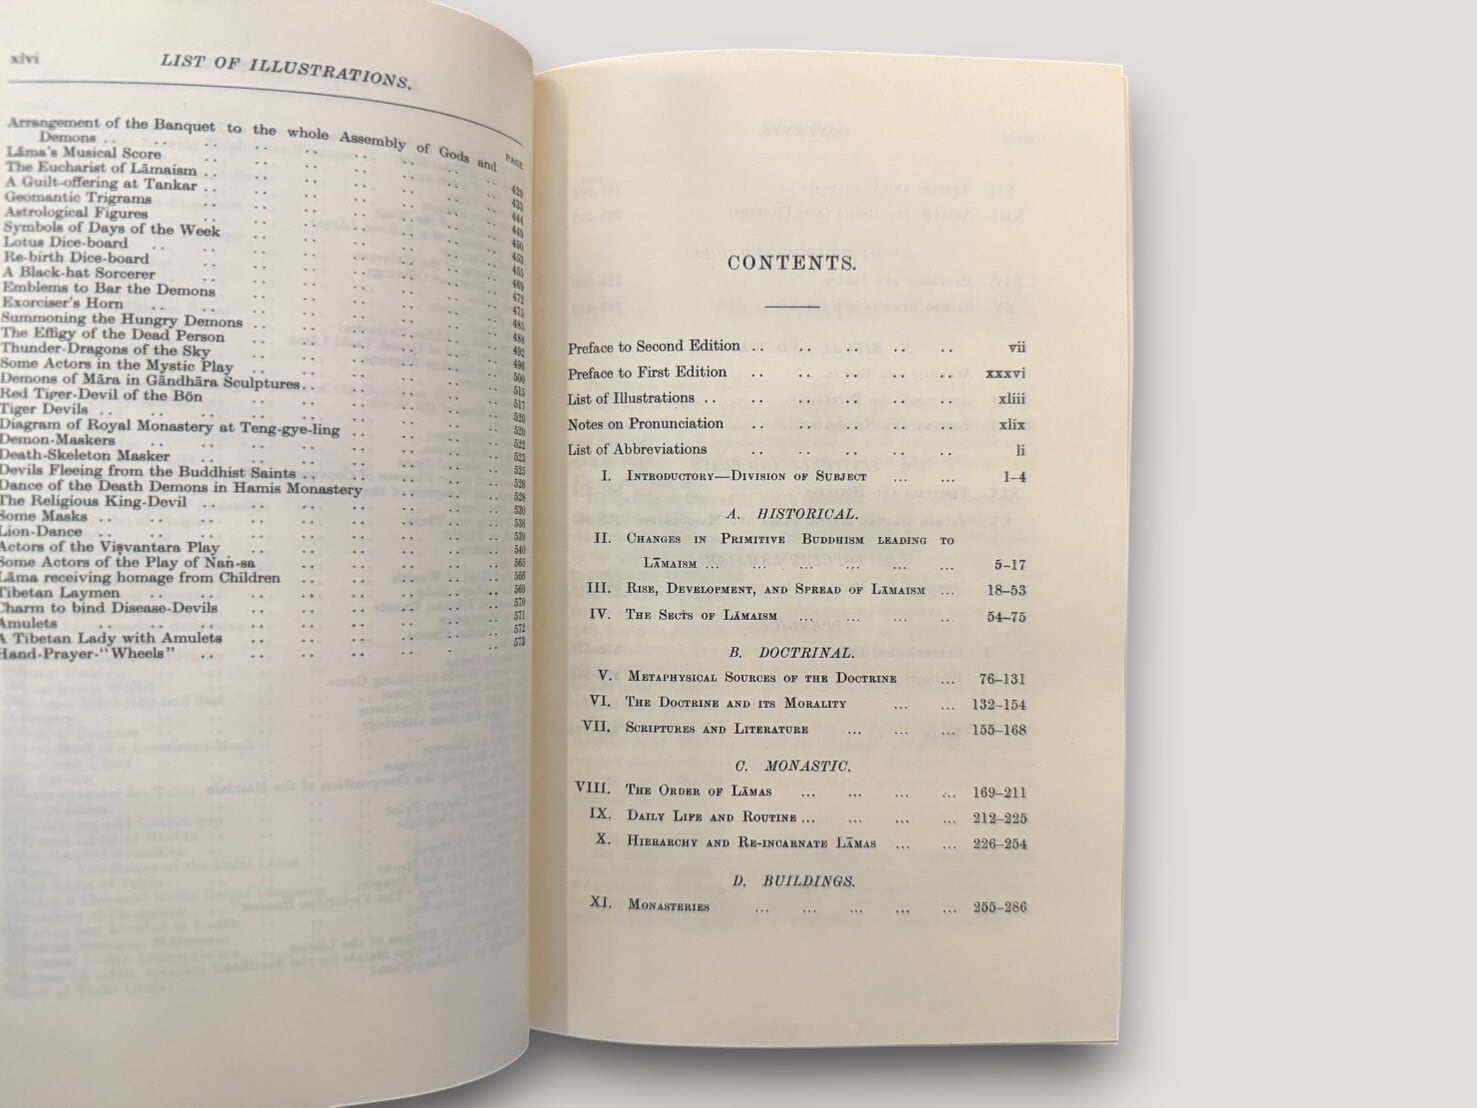 xlvi LIST OF ILLUSTRATIONS.
PAGE
Arrangement of the Banquet to the whole Assembly of Gods and
Demons .. .. .. .. .. .. .. ..
Lāma's Musical Score
The Eucharist of Lāmaism ..
A Guilt-offering at Tankar ..
Geomantic Trigrams
Astrological Figures
Symbols of Days of the Week
Lotus Dice-board
Re-birth Dice-board
A Black-hat Sorcerer
Emblems to Bar the Demons
Exorciser's Horn
Summoning the Hungry Demons ..
The Effigy of the Dead Person
Thunder-Dragons of the Sky
Some Actors in the Mystic Play
Demons of Māra in Gāndhāra Sculptures..
Red Tiger-Devil of the Bön
Tiger Devils ..
Diagram of Royal Monastery at Teng-gye-ling ..
Demon-Maskers
Death-Skeleton Masker
Devils Fleeing from the Buddhist Saints ..
Dance of the Death Demons in Hamis Monastery
The Religious King-Devil ..
Some Masks ..
Lion-Dance ..
Actors of the Viṣvantara Play
Some Actors of the Play of Naṅ-sa
Lāma receiving homage from Children
Tibetan Laymen
Charm to bind Disease-Devils
Amulets
A Tibetan Lady with Amulets
Hand-Prayer-"Wheels"
CONTENTS.
Preface to Second Edition .. .. .. .. .. vii
Preface to First Edition .. .. .. .. .. xxxvi
List of Illustrations .. .. .. .. .. .. xliii
Notes on Pronunciation .. .. .. .. .. xlix
List of Abbreviations .. .. .. .. .. li
I. Introductory—Division of Subject ... ... 1–4
A. HISTORICAL.
II. Changes in Primitive Buddhism leading to
Lāmaism ... ... ... ... ... ... 5–17
III. Rise, Development, and Spread of Lāmaism ... 18–53
IV. The Sects of Lāmaism ... ... ... ... 54–75
B. DOCTRINAL.
V. Metaphysical Sources of the Doctrine ... 76–131
VI. The Doctrine and its Morality ... ... 132–154
VII. Scriptures and Literature ... ... ... 155–168
C. MONASTIC.
VIII. The Order of Lāmas ... ... ... ... 169–211
IX. Daily Life and Routine ... ... ... ... 212–225
X. Hierarchy and Re-incarnate Lāmas ... ... 226–254
D. BUILDINGS.
XI. Monasteries ... ... ... ... ... 255–286